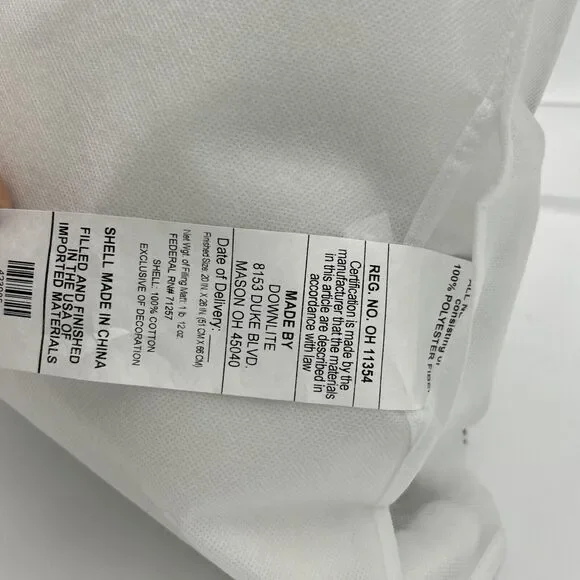 ALL N
consisting of
100% POLYESTER FIBER
REG. NO. OH 11354
Certification is made by the
manufacturer that the materials
in this article are described in
accordance with law
MADE BY
DOWNLITE
8153 DUKE BLVD.
MASON OH 45040
Date of Delivery:
Finished Size: 20 IN. X 26 IN. (51 CM X 66 CM)
Net Wgt. of Filling Matl: 1 lb. 12 oz
FEDERAL RN# 71257
SHELL: 100% COTTON
EXCLUSIVE OF DECORATION
SHELL MADE IN CHINA
FILLED AND FINISHED
IN THE USA OF
IMPORTED MATERIALS